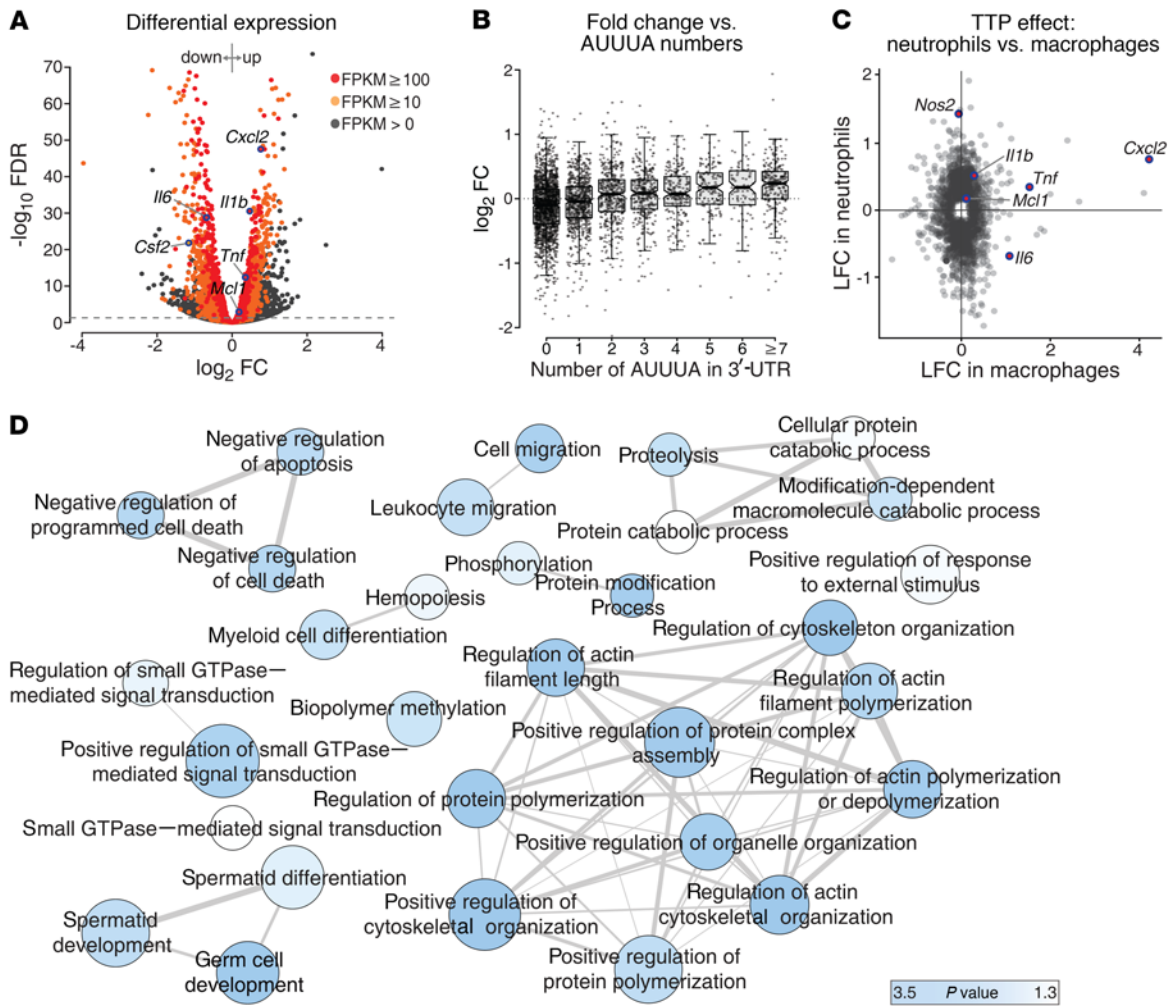 A
Differential expression
down
up
FPKM ≥ 100
FPKM ≥ 10
FPKM > 0
Cxcl2
Il6
Il1b
Csf2
Tnf
Mcl1
-log10 FDR
70
60
50
40
30
20
10
0
-4
-2
0
2
4
log2 FC
B
Fold change vs.
AUUUA numbers
log2 FC
2
1
0
-1
-2
0
1
2
3
4
5
6
≥7
Number of AUUUA in 3′-UTR
C
TTP effect:
neutrophils vs. macrophages
Nos2
Il1b
Cxcl2
Tnf
Mcl1
Il6
LFC in neutrophils
2
1
0
-1
0
2
4
LFC in macrophages
D
Negative regulation
of apoptosis
Negative regulation of
programmed cell death
Negative regulation
of cell death
Cell migration
Leukocyte migration
Proteolysis
Cellular protein
catabolic process
Modification-dependent
macromolecule catabolic process
Protein catabolic process
Phosphorylation
Protein modification
Process
Positive regulation of response
to external stimulus
Hemopoiesis
Myeloid cell differentiation
Regulation of cytoskeleton organization
Regulation of small GTPase—
mediated signal transduction
Regulation of actin
filament length
Regulation of actin
filament polymerization
Biopolymer methylation
Positive regulation of small GTPase—
mediated signal transduction
Positive regulation of protein complex
assembly
Regulation of protein polymerization
Regulation of actin polymerization
or depolymerization
Small GTPase—mediated signal transduction
Positive regulation of organelle organization
Spermatid differentiation
Positive regulation of
cytoskeletal organization
Regulation of actin
cytoskeletal organization
Spermatid
development
Germ cell
development
Positive regulation of
protein polymerization
3.5 P value 1.3